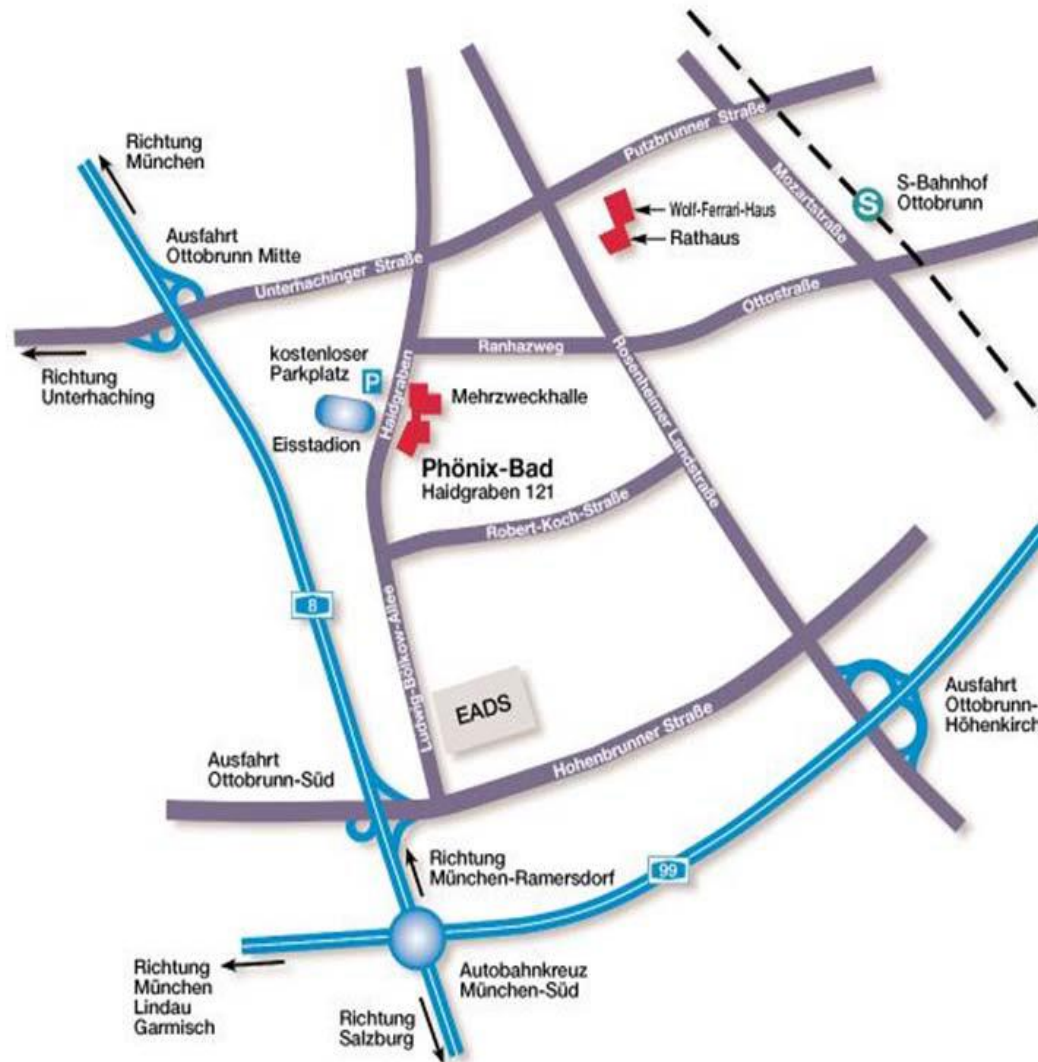 Richtung
München
Putzbrunner Straße
Mozartstraße
S-Bahnhof
Ottobrunn
S
Wolf-Ferrari-Haus
Rathaus
Ausfahrt
Ottobrunn Mitte
Unterhachinger Straße
Ottostraße
Richtung
Unterhaching
kostenloser
Parkplatz
P
Ranhazweg
Rosenheimer Landstraße
Haidgraben
Mehrzweckhalle
Eisstadion
Phönix-Bad
Haidgraben 121
Robert-Koch-Straße
8
Ludwig-Bölkow-Allee
EADS
Hohenbrunner Straße
Ausfahrt
Ottobrunn-
Höhenkirch
Ausfahrt
Ottobrunn-Süd
Richtung
München-Ramersdorf
99
Richtung
München
Lindau
Garmisch
Autobahnkreuz
München-Süd
Richtung
Salzburg